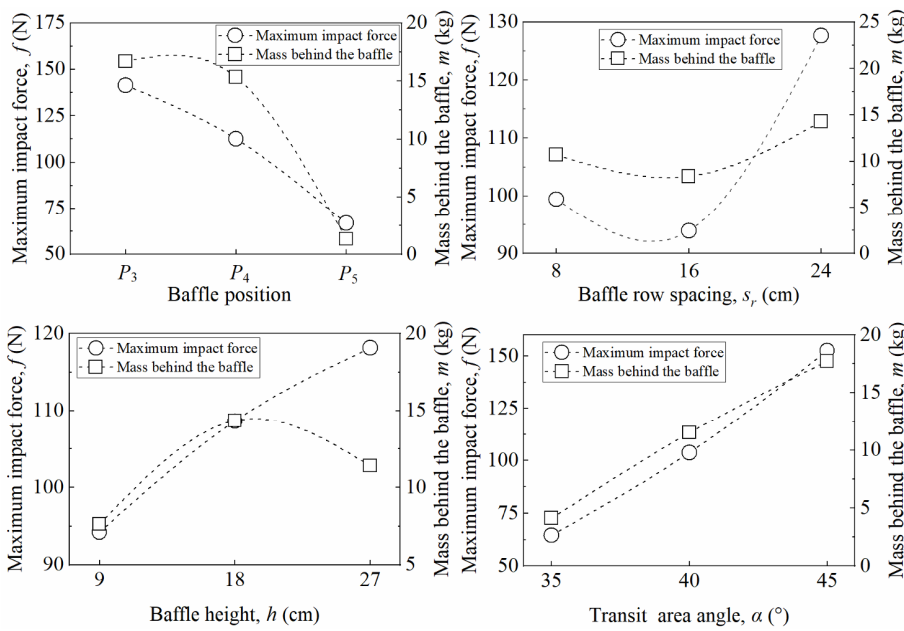 Maximum impact force, f (N)
175
150
125
100
75
50
Maximum impact force
Mass behind the baffle
20
15
10
5
0
Mass behind the baffle, m (kg)
P3
P4
P5
Baffle position
Maximum impact force, f (N)
130
120
110
100
90
Maximum impact force
Mass behind the baffle
25
20
15
10
5
0
Mass behind the baffle, m (kg)
8
16
24
Baffle row spacing, sr (cm)
Maximum impact force, f (N)
120
110
100
90
Maximum impact force
Mass behind the baffle
20
15
10
5
Mass behind the baffle, m (kg)
9
18
27
Baffle height, h (cm)
Maximum impact force, f (N)
150
125
100
75
50
Maximum impact force
Mass behind the baffle
20
15
10
5
0
Mass behind the baffle, m (kg)
35
40
45
Transit area angle, α (°)